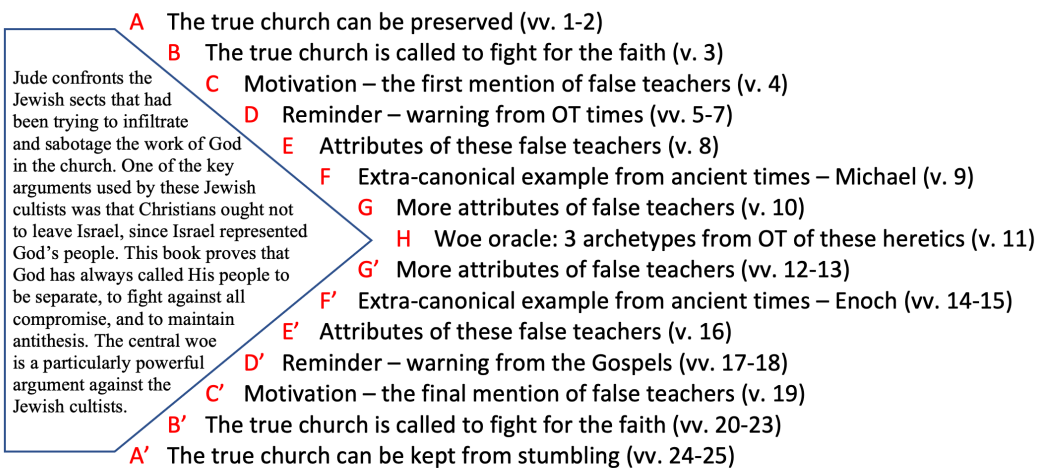 A The true church can be preserved (vv. 1-2)
B The true church is called to fight for the faith (v. 3)
C Motivation – the first mention of false teachers (v. 4)
D Reminder – warning from OT times (vv. 5-7)
E Attributes of these false teachers (v. 8)
F Extra-canonical example from ancient times – Michael (v. 9)
G More attributes of false teachers (v. 10)
H Woe oracle: 3 archetypes from OT of these heretics (v. 11)
G’ More attributes of false teachers (vv. 12-13)
F’ Extra-canonical example from ancient times – Enoch (vv. 14-15)
E’ Attributes of these false teachers (v. 16)
D’ Reminder – warning from the Gospels (vv. 17-18)
C’ Motivation – the final mention of false teachers (v. 19)
B’ The true church is called to fight for the faith (vv. 20-23)
A’ The true church can be kept from stumbling (vv. 24-25)
Jude confronts the
Jewish sects that had
been trying to infiltrate
and sabotage the work of God
in the church. One of the key
arguments used by these Jewish
cultists was that Christians ought not
to leave Israel, since Israel represented
God’s people. This book proves that
God has always called His people to
be separate, to fight against all
compromise, and to maintain
antithesis. The central woe
is a particularly powerful
argument against the
Jewish cultists.